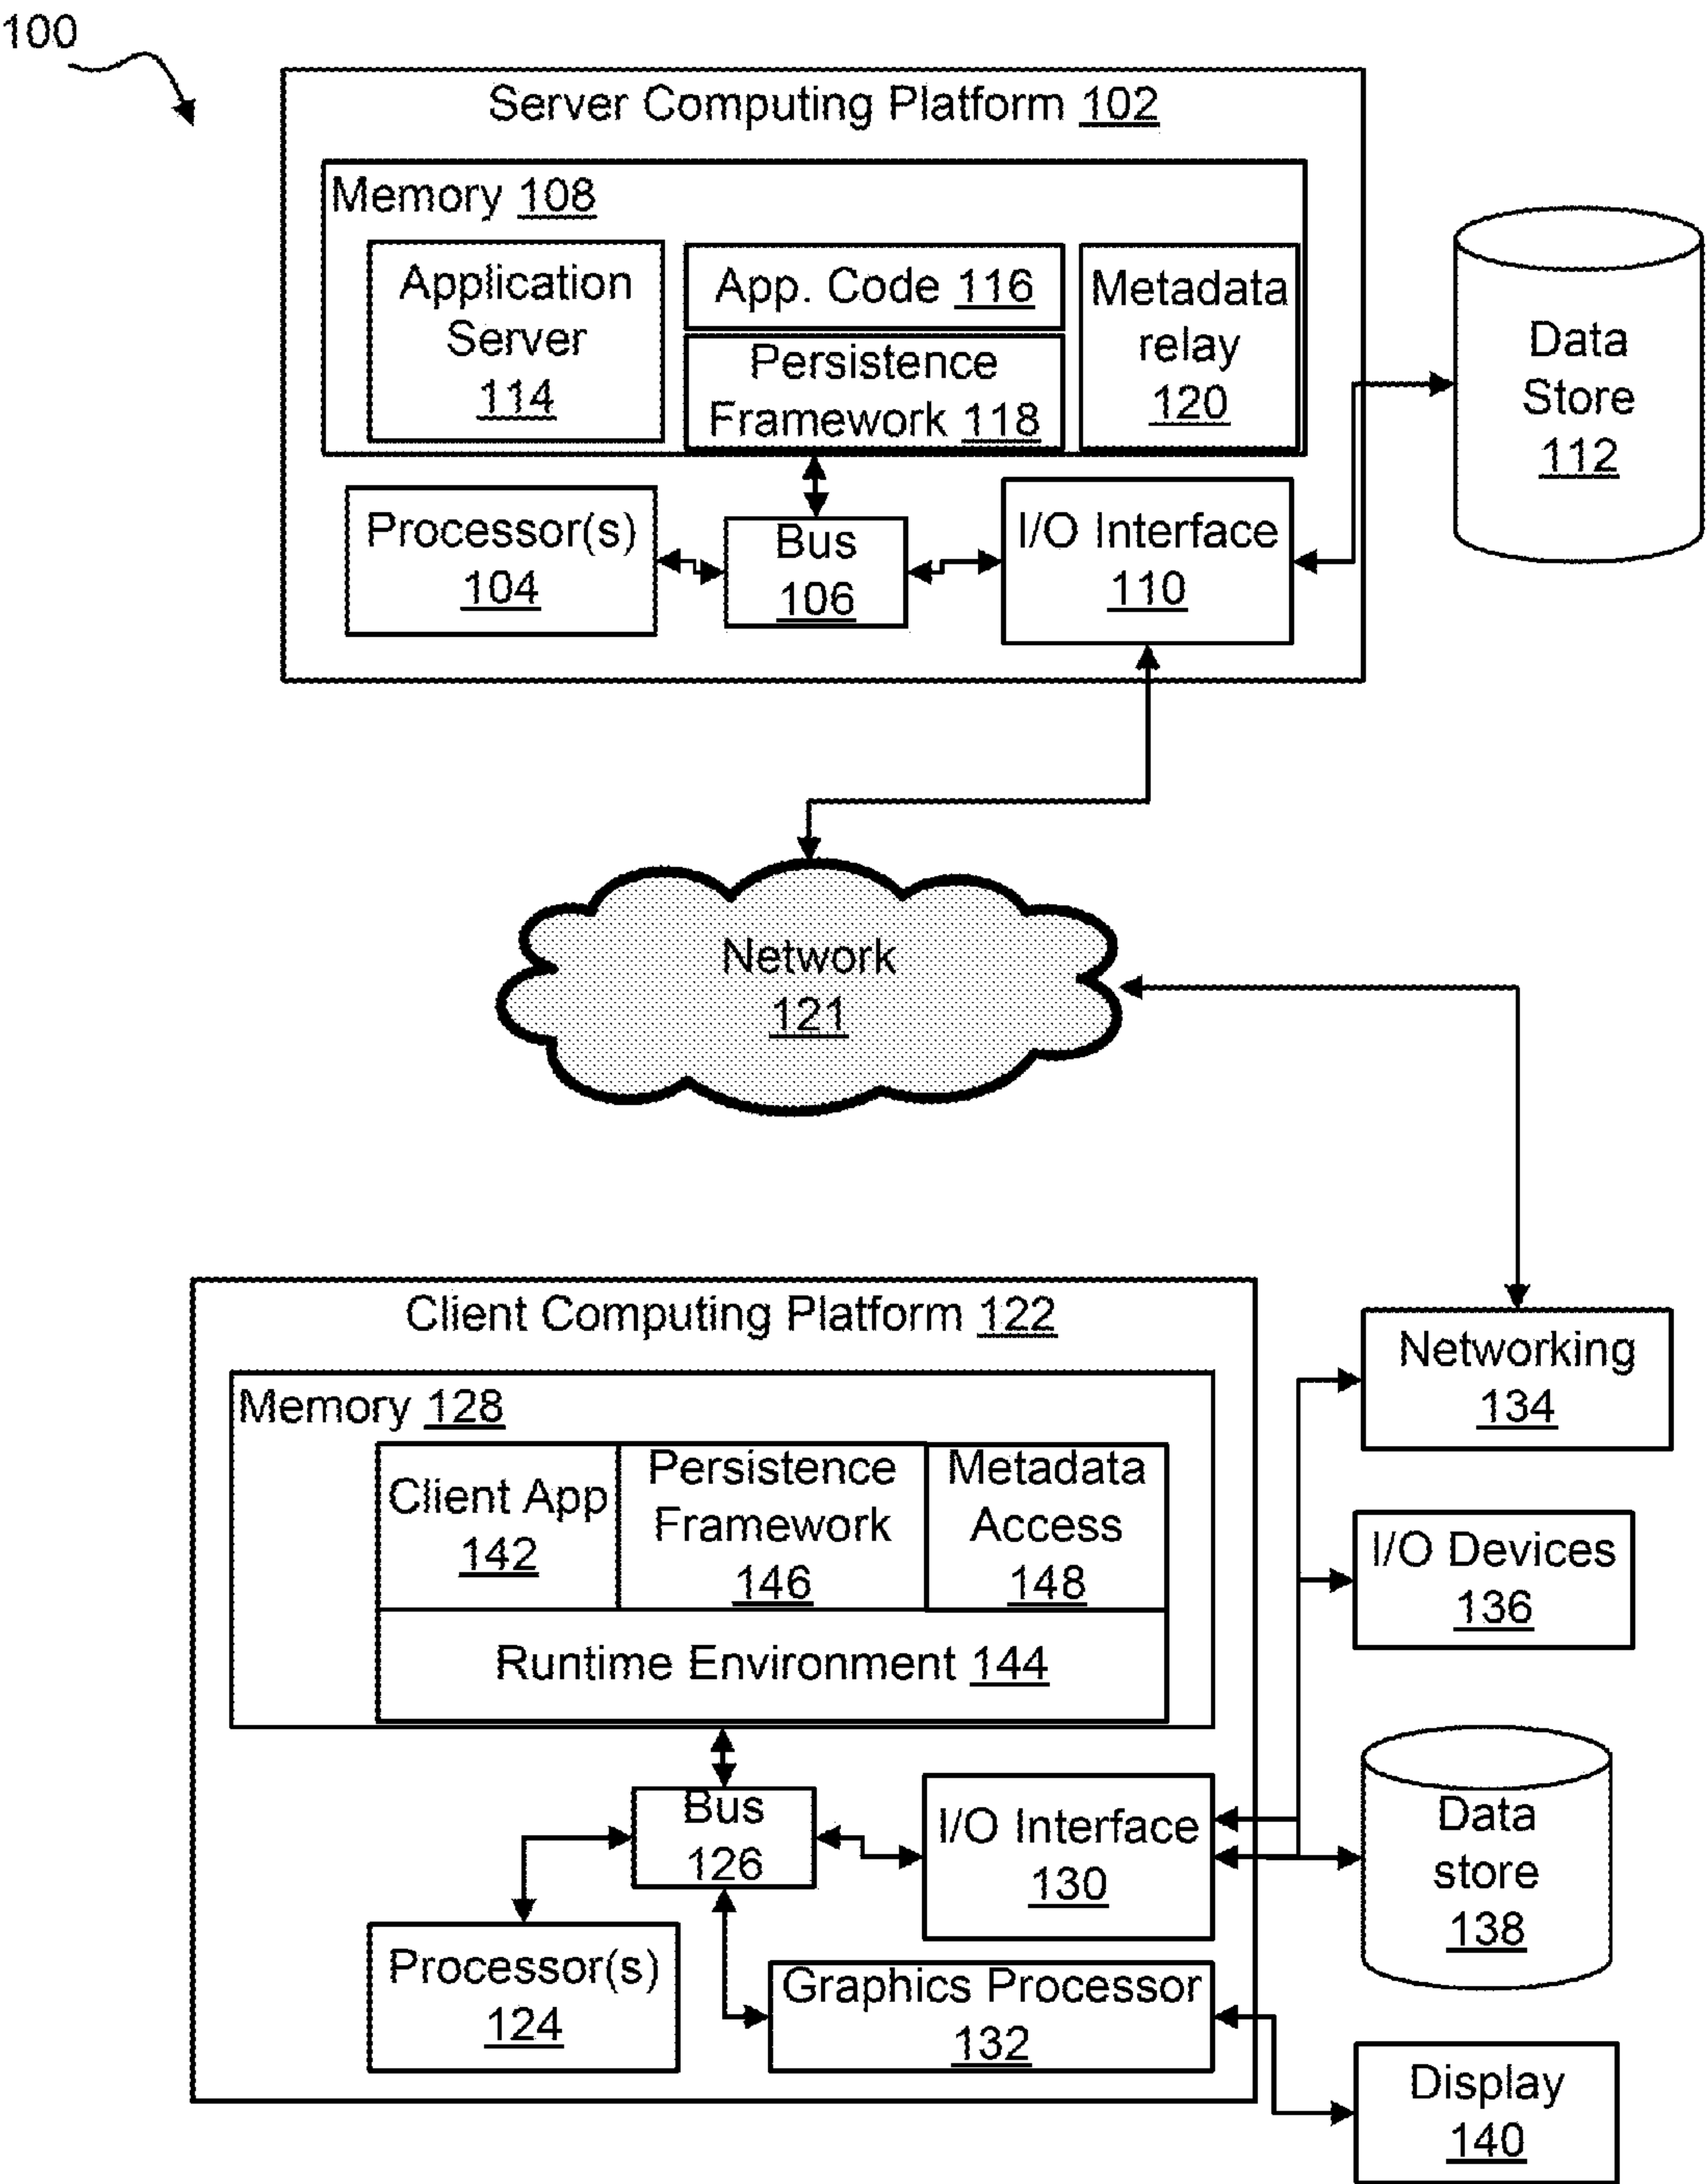 100
Server Computing Platform 102
Memory 108
Application
Server
114
App. Code 116
Persistence
Framework 118
Metadata
relay
120
Data
Store
112
Processor(s)
104
Bus
106
I/O Interface
110
Network
121
Client Computing Platform 122
Memory 128
Client App
142
Persistence
Framework
146
Metadata
Access
148
Runtime Environment 144
Networking
134
I/O Devices
136
Bus
126
I/O Interface
130
Data
store
138
Processor(s)
124
Graphics Processor
132
Display
140